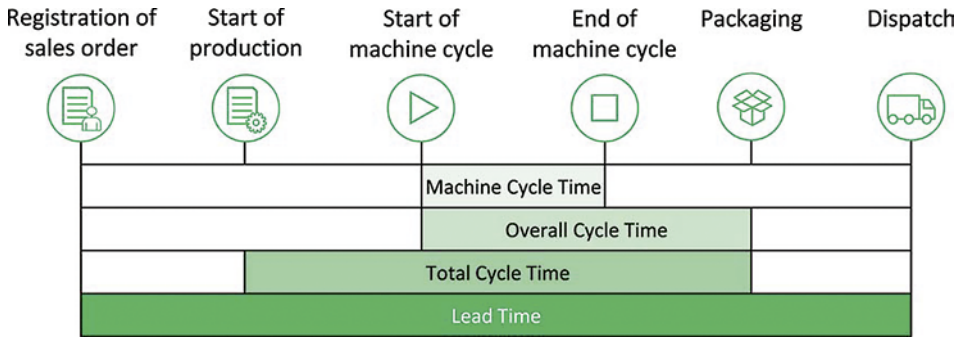 Registration of
sales order
Start of
production
Start of
machine cycle
End of
machine cycle
Packaging
Dispatch
Machine Cycle Time
Overall Cycle Time
Total Cycle Time
Lead Time